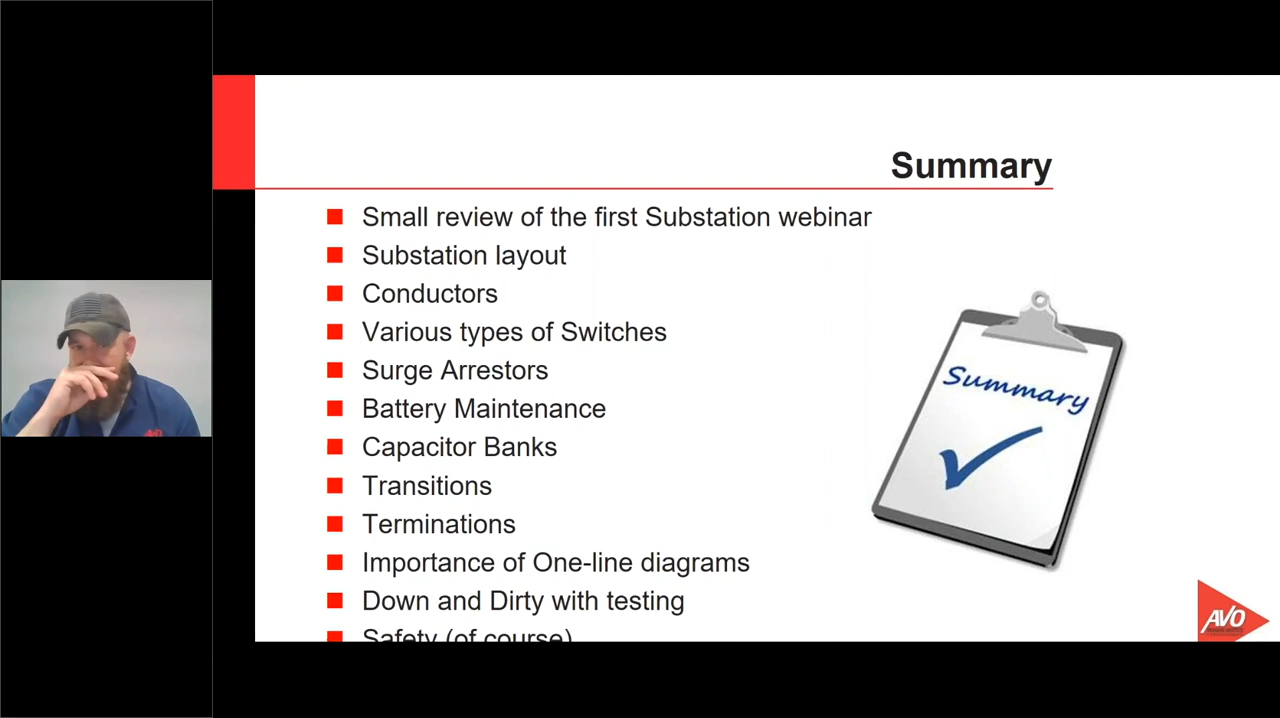 Summary
Small review of the first Substation webinar
Substation layout
Conductors
Various types of Switches
Surge Arrestors
Battery Maintenance
Capacitor Banks
Transitions
Terminations
Importance of One-line diagrams
Down and Dirty with testing
Safety (of course)
Summary
AVO
AVO